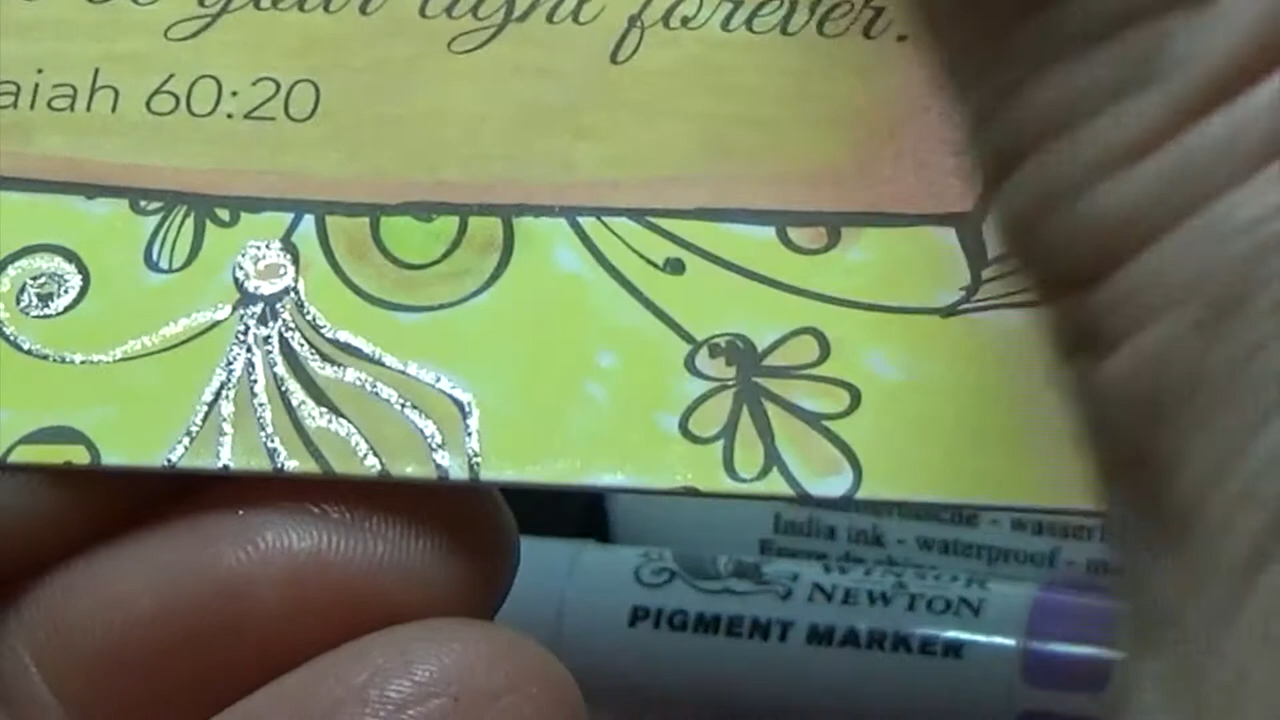 your light forever.
aiah 60:20
India ink - waterproof -
WINSOR
&
NEWTON
PIGMENT MARKER